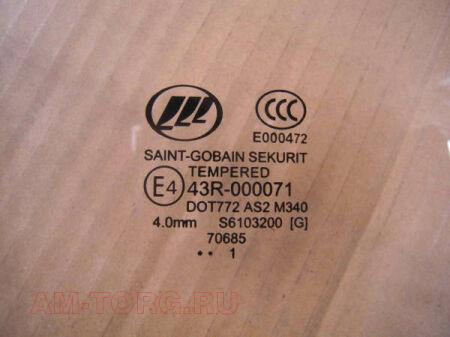 CCC
E000472
SAINT-GOBAIN SEKURIT
TEMPERED
E4 43R-000071
DOT772 AS2 M340
4.0mm S6103200 [G]
70685
•• 1
AM-TORG.RU